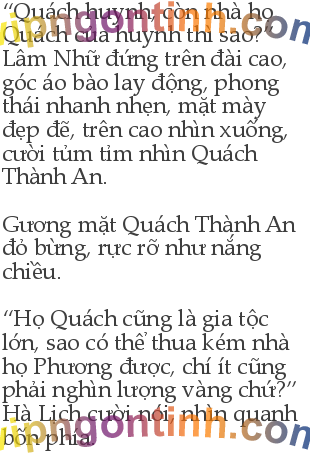 “Quách huynh, còn nhà họ
Quách của huynh thì sao?”
Lâm Nhữ đứng trên đài cao,
góc áo bào lay động, phong
thái nhanh nhẹn, mặt mày
đẹp đẽ, trên cao nhìn xuống,
cười tủm tỉm nhìn Quách
Thành An.
Gương mặt Quách Thành An
đỏ bừng, rực rỡ như nắng
chiều.
“Họ Quách cũng là gia tộc
lớn, sao có thể thua kém nhà
họ Phương được, chí ít cũng
phải nghìn lượng vàng chứ?”
Hà Lịch cười nói, nhìn quanh
bốn phía.
vipngontinh.com
vipngontinh.com